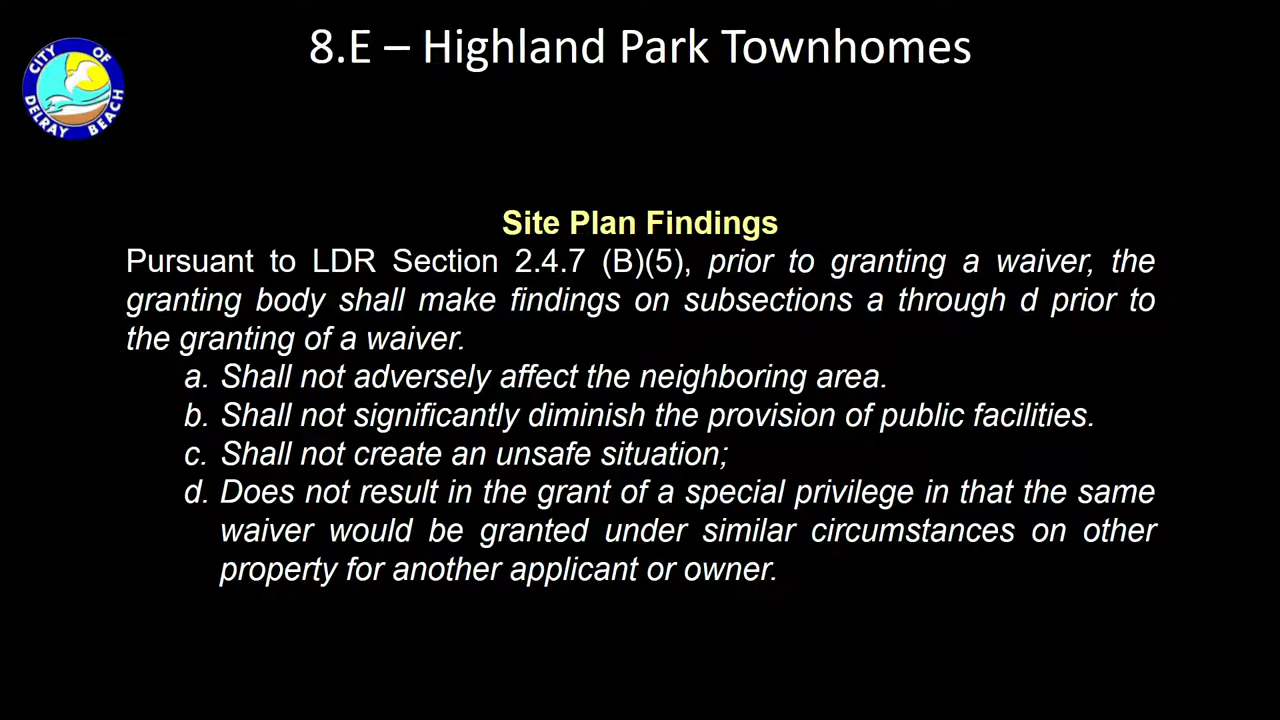 8.E – Highland Park Townhomes
CITY OF
DELRAY BEACH
Site Plan Findings
Pursuant to LDR Section 2.4.7 (B)(5), prior to granting a waiver, the
granting body shall make findings on subsections a through d prior to
the granting of a waiver.
a. Shall not adversely affect the neighboring area.
b. Shall not significantly diminish the provision of public facilities.
c. Shall not create an unsafe situation;
d. Does not result in the grant of a special privilege in that the same
waiver would be granted under similar circumstances on other
property for another applicant or owner.